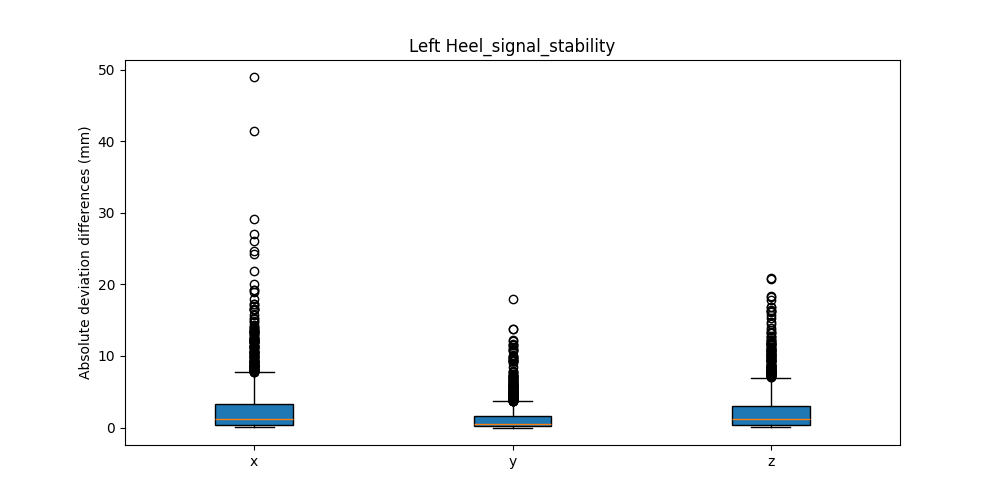 Left Heel_signal_stability
Absolute deviation differences (mm)
50
40
30
20
10
0
x
y
z